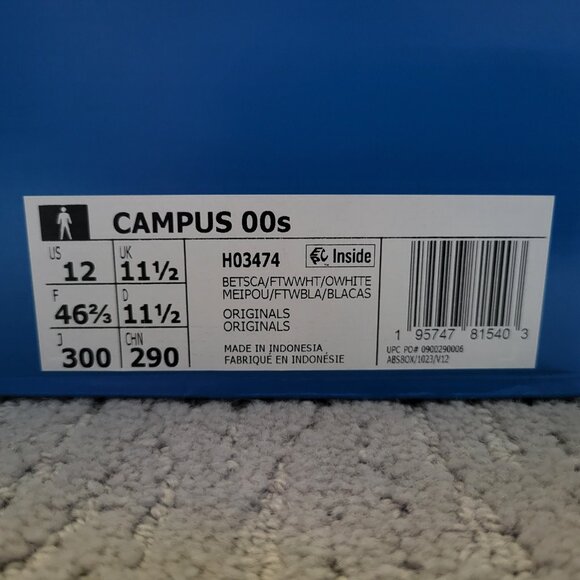 CAMPUS 00s
US UK
12 11½
F D
46⅔ 11½
J CHN
300 290
H03474
Inside
BETSCA/FTWWHT/OWHITE
MEIPOU/FTWBLA/BLACAS
ORIGINALS
ORIGINALS
MADE IN INDONESIA
FABRIQUÉ EN INDONÉSIE
1 95747 81540 3
UPC PO# 0900290006
ABSBOX/1023/V12